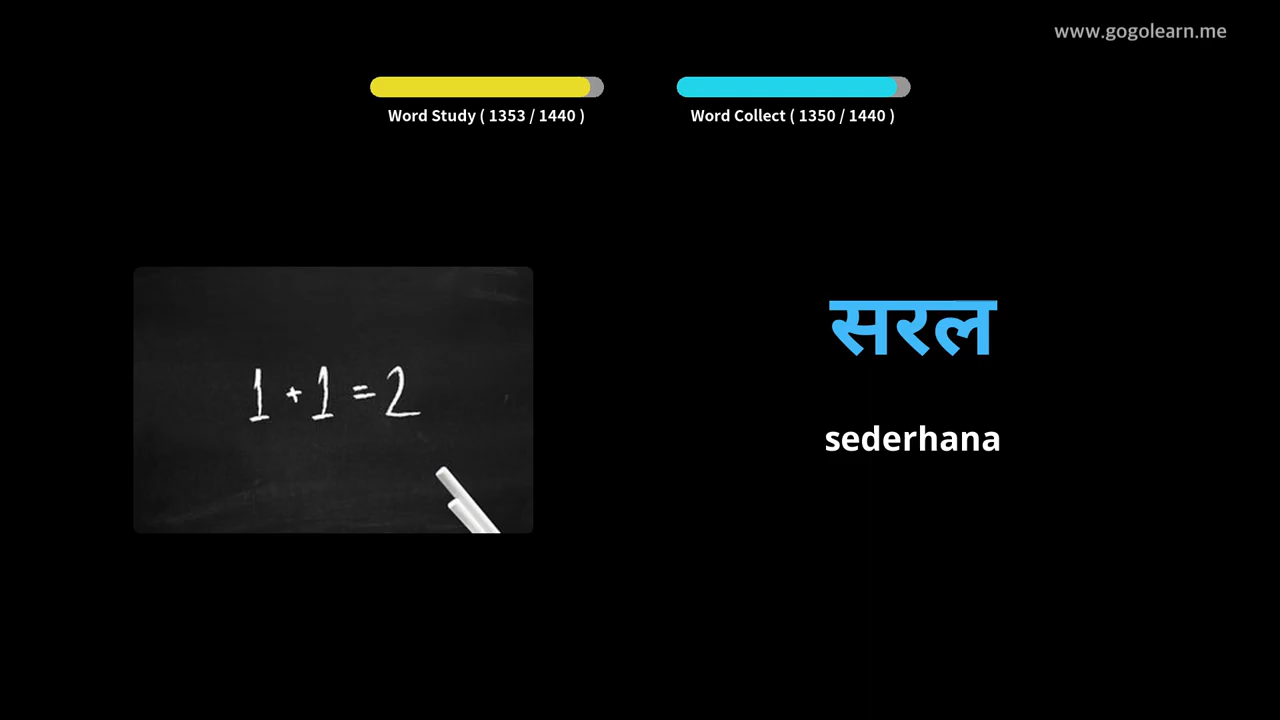 www.gogolearn.me
Word Study ( 1353 / 1440 )
Word Collect ( 1350 / 1440 )
1 + 1 = 2
सरल
sederhana